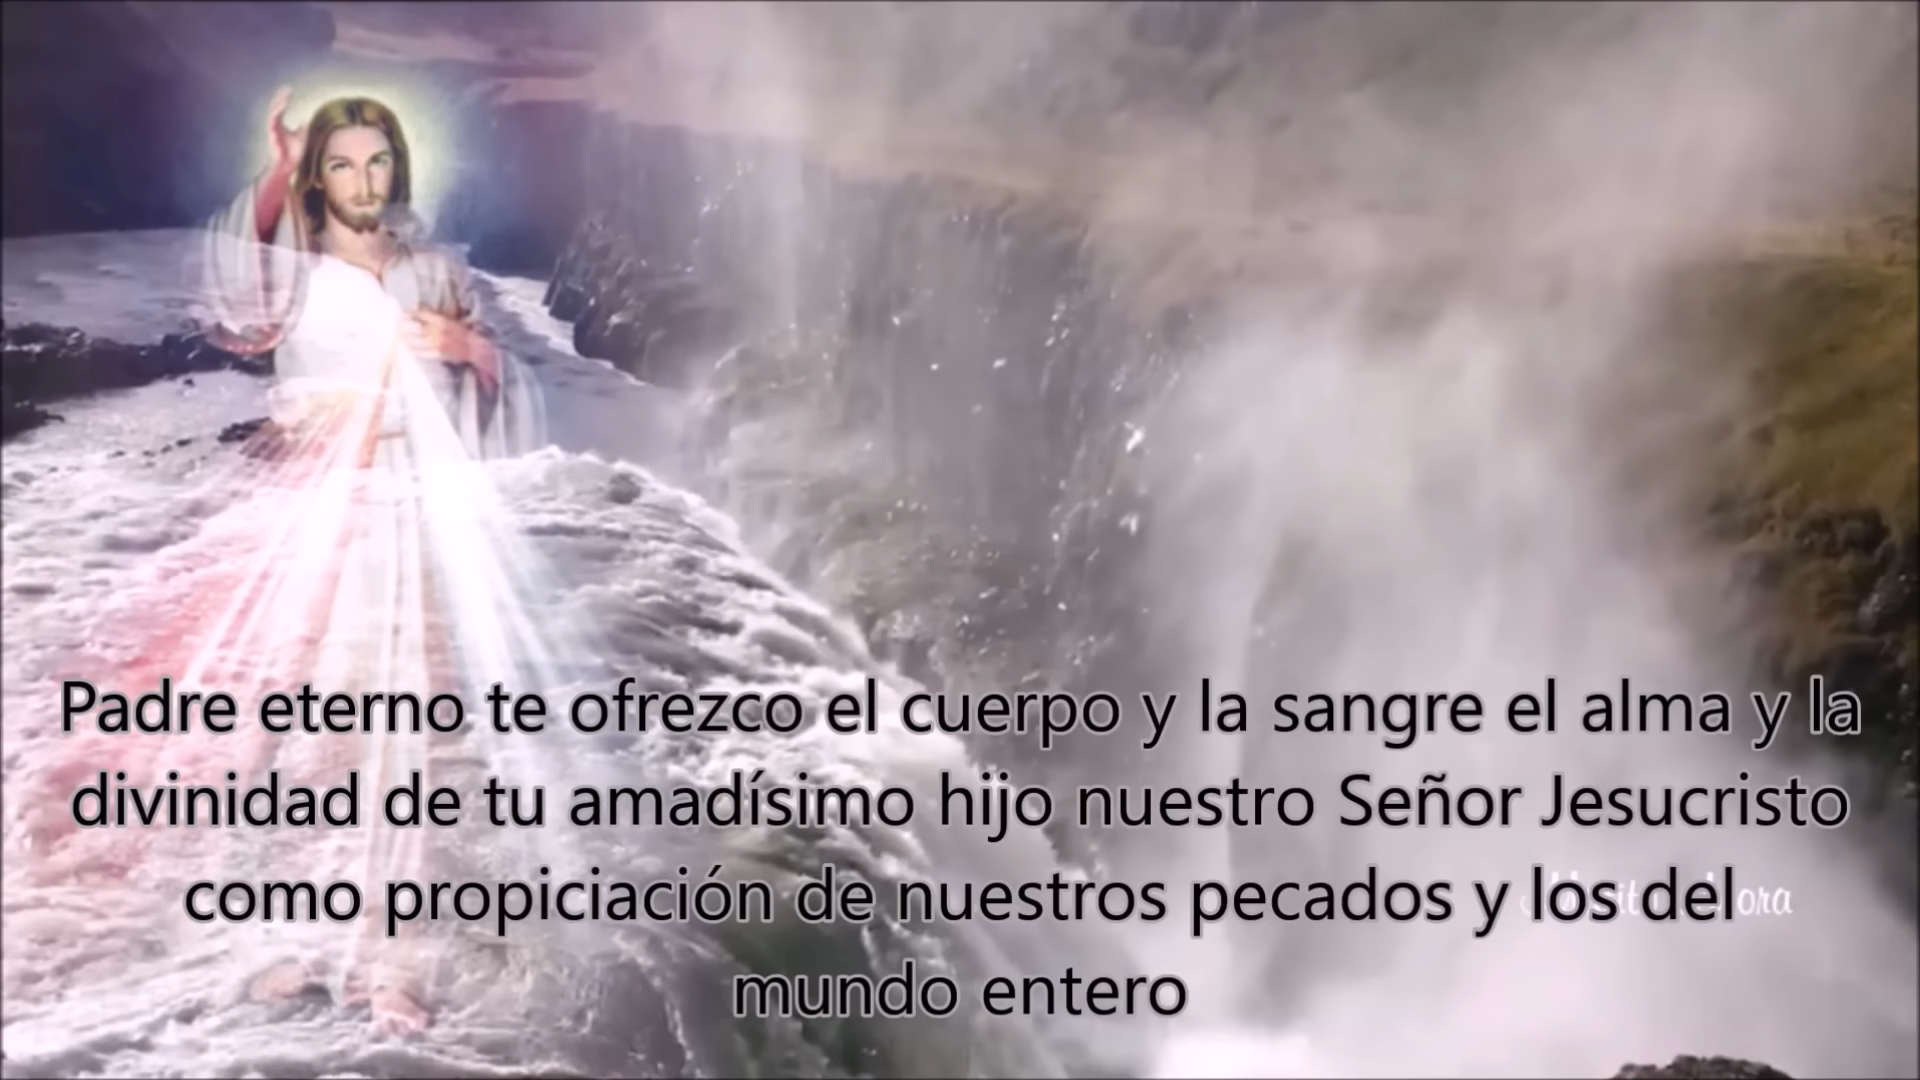 Padre eterno te ofrezco el cuerpo y la sangre el alma y la
divinidad de tu amadísimo hijo nuestro Señor Jesucristo
como propiciación de nuestros pecados y los del
mundo entero